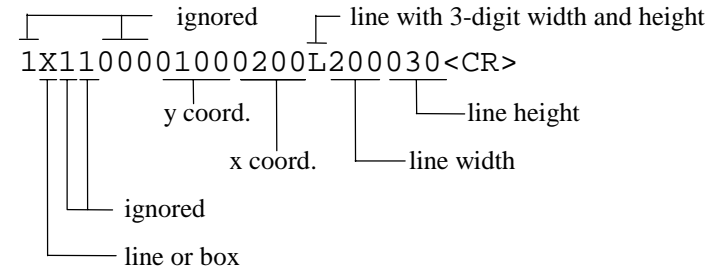 ignored line with 3-digit width and height
1X1100001000200L200030<CR>
y coord. line height
x coord. line width
ignored
line or box